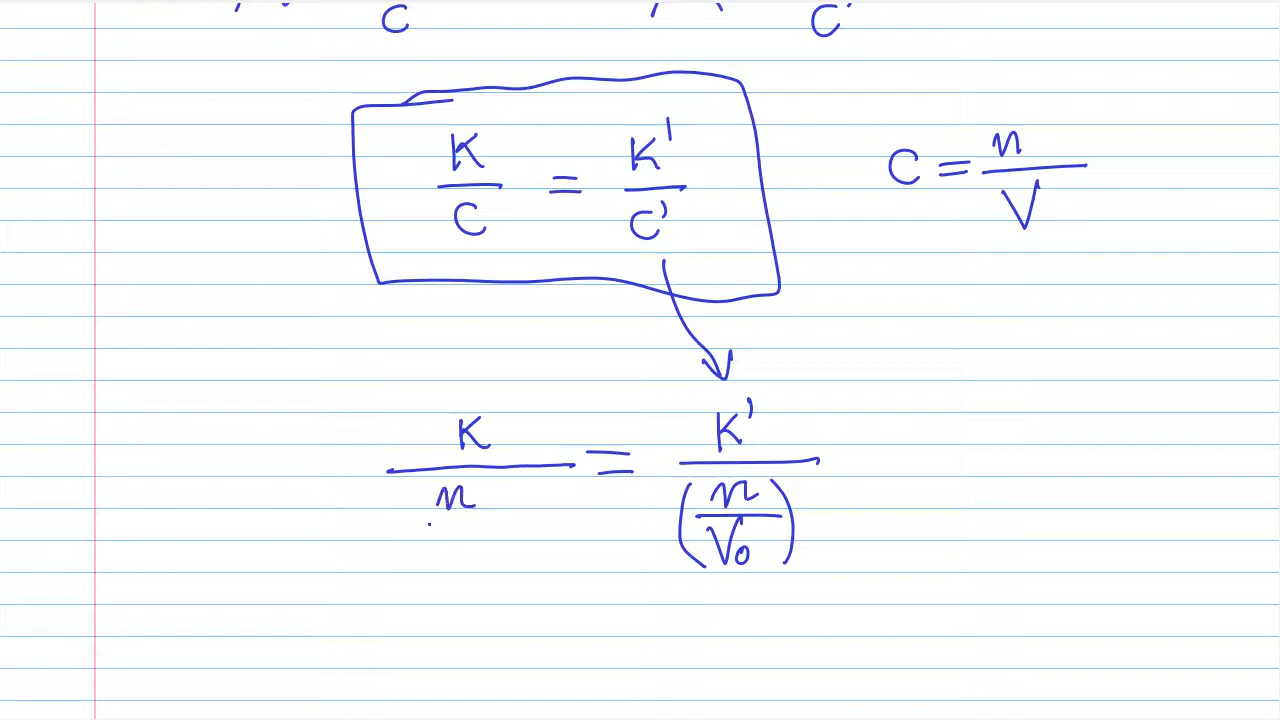 C C'
K/C = K'/C' C = n/V
K/n = K'/(n/V₀)